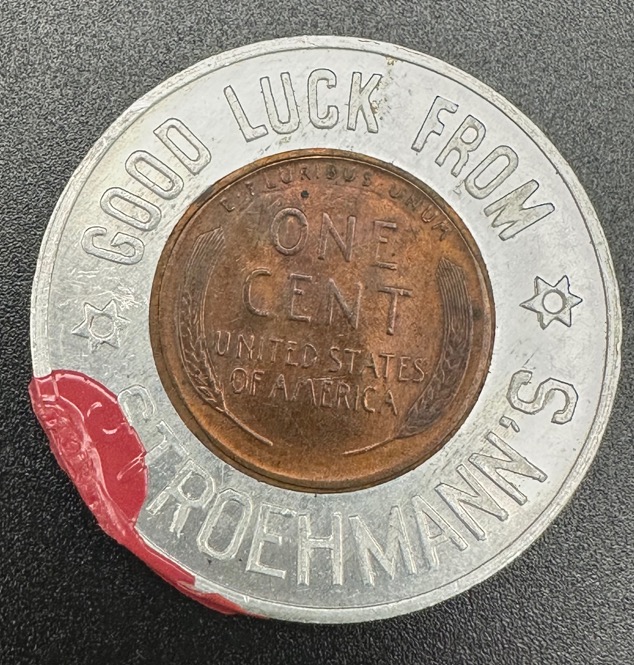 GOOD LUCK FROM
STROEHMANN'S
E·PLURIBUS·UNUM
ONE
CENT
UNITED STATES
OF AMERICA